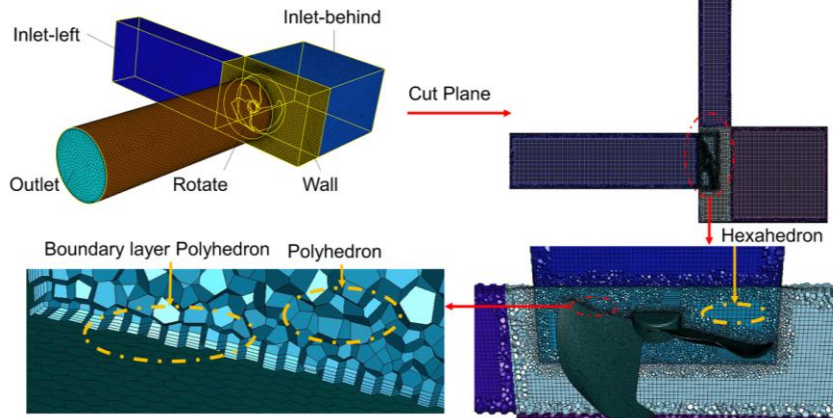 Inlet-left
Inlet-behind
Cut Plane
Outlet
Rotate
Wall
Boundary layer Polyhedron
Polyhedron
Hexahedron